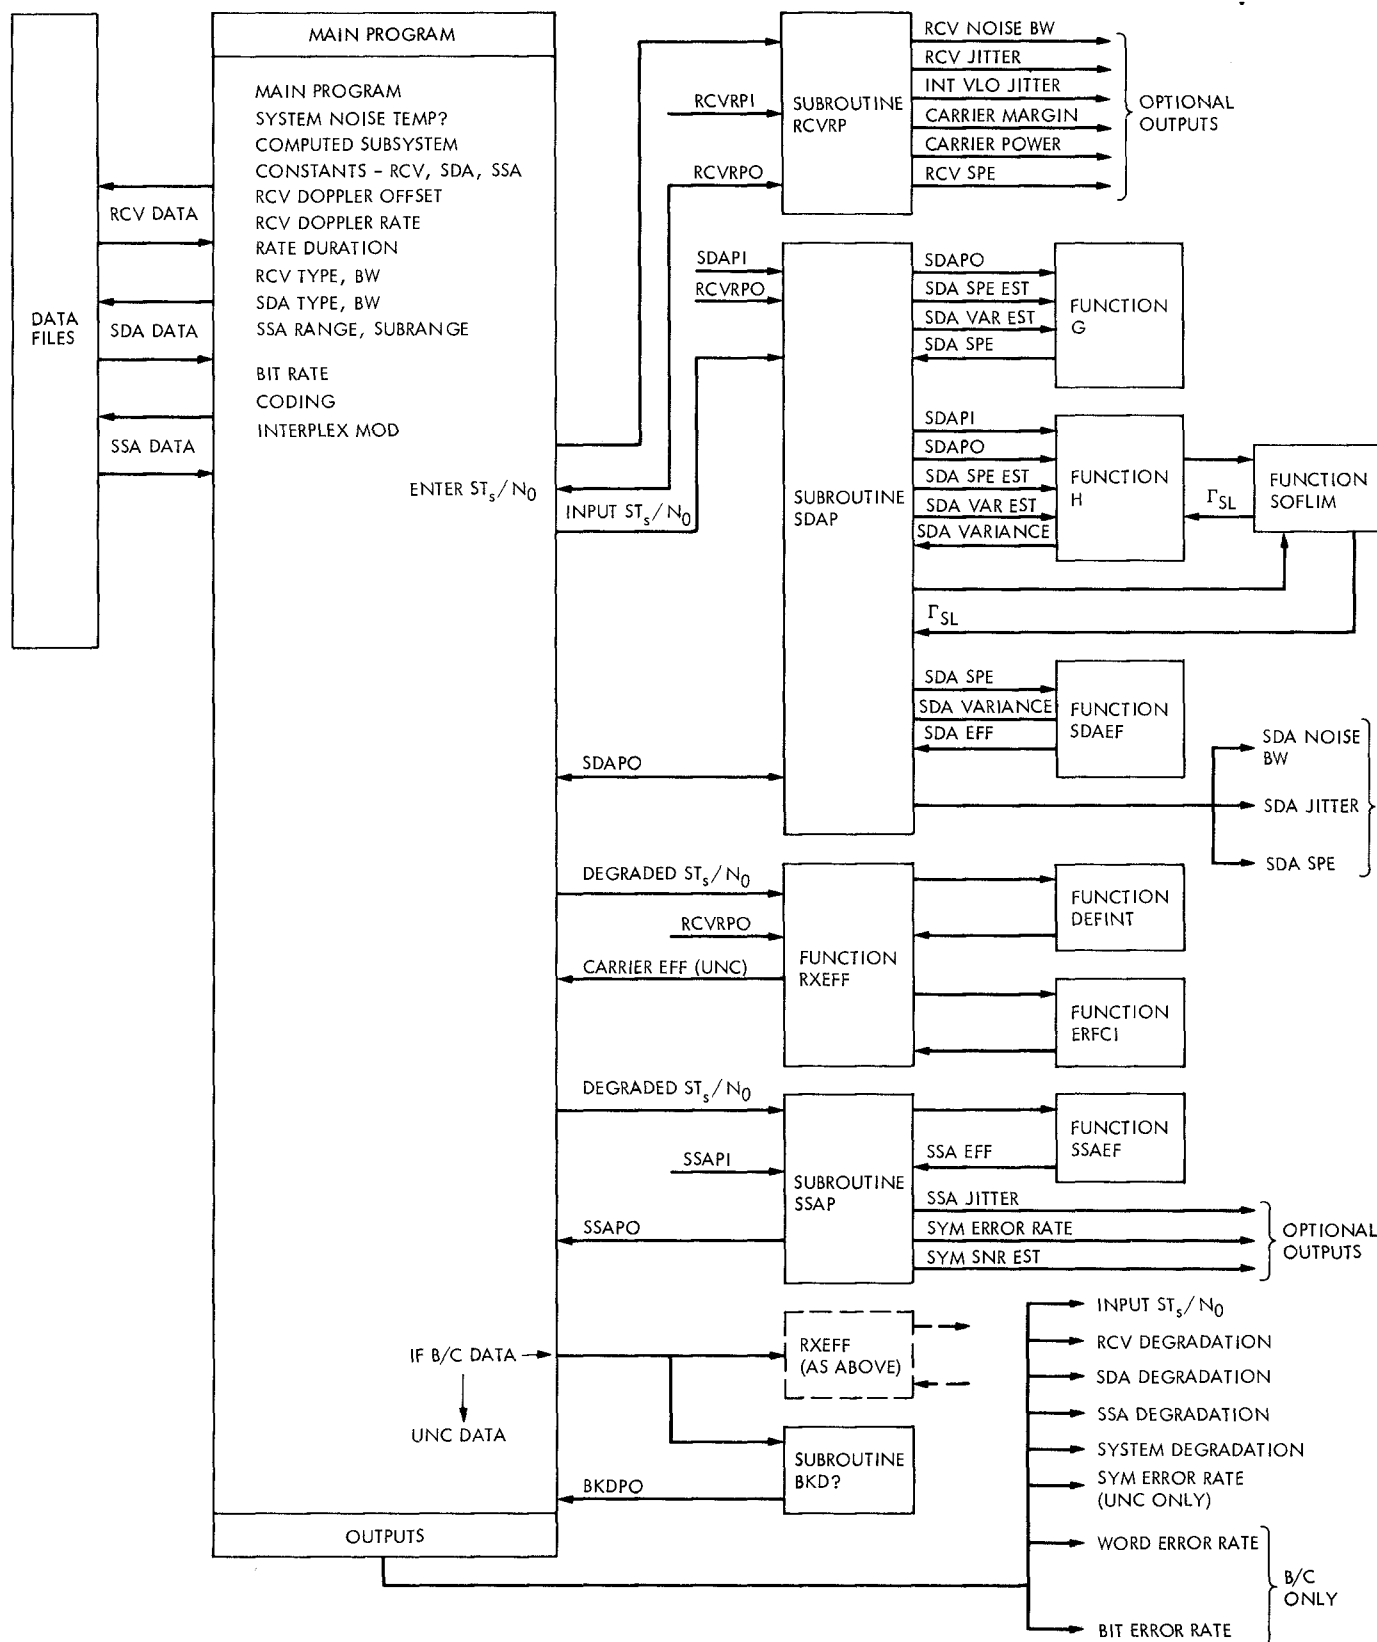 MAIN PROGRAM
MAIN PROGRAM
SYSTEM NOISE TEMP?
COMPUTED SUBSYSTEM
CONSTANTS - RCV, SDA, SSA
RCV DOPPLER OFFSET
RCV DOPPLER RATE
RATE DURATION
RCV TYPE, BW
SDA TYPE, BW
SSA RANGE, SUBRANGE
BIT RATE
CODING
INTERPLEX MOD
ENTER STs/N0
DATA
FILES
RCV DATA
SDA DATA
SSA DATA
INPUT STs/N0
RCVRPI
RCVRPO
SUBROUTINE
RCVRP
RCV NOISE BW
RCV JITTER
INT VLO JITTER
CARRIER MARGIN
CARRIER POWER
RCV SPE
OPTIONAL
OUTPUTS
SDAPI
RCVRPO
SUBROUTINE
SDAP
SDAPO
SDA SPE EST
SDA VAR EST
SDA SPE
FUNCTION
G
SDAPI
SDAPO
SDA SPE EST
SDA VAR EST
SDA VARIANCE
FUNCTION
H
ΓSL
FUNCTION
SOFLIM
ΓSL
SDA SPE
SDA VARIANCE
SDA EFF
FUNCTION
SDAEF
SDAPO
SDA NOISE
BW
SDA JITTER
SDA SPE
DEGRADED STs/N0
RCVRPO
CARRIER EFF (UNC)
FUNCTION
RXEFF
FUNCTION
DEFINT
FUNCTION
ERFCI
DEGRADED STs/N0
SSAPI
SSAPO
SUBROUTINE
SSAP
SSA EFF
FUNCTION
SSAEF
SSA JITTER
SYM ERROR RATE
SYM SNR EST
OPTIONAL
OUTPUTS
IF B/C DATA
UNC DATA
RXEFF
(AS ABOVE)
SUBROUTINE
BKD?
BKDPO
OUTPUTS
INPUT STs/N0
RCV DEGRADATION
SDA DEGRADATION
SSA DEGRADATION
SYSTEM DEGRADATION
SYM ERROR RATE
(UNC ONLY)
WORD ERROR RATE
BIT ERROR RATE
B/C
ONLY